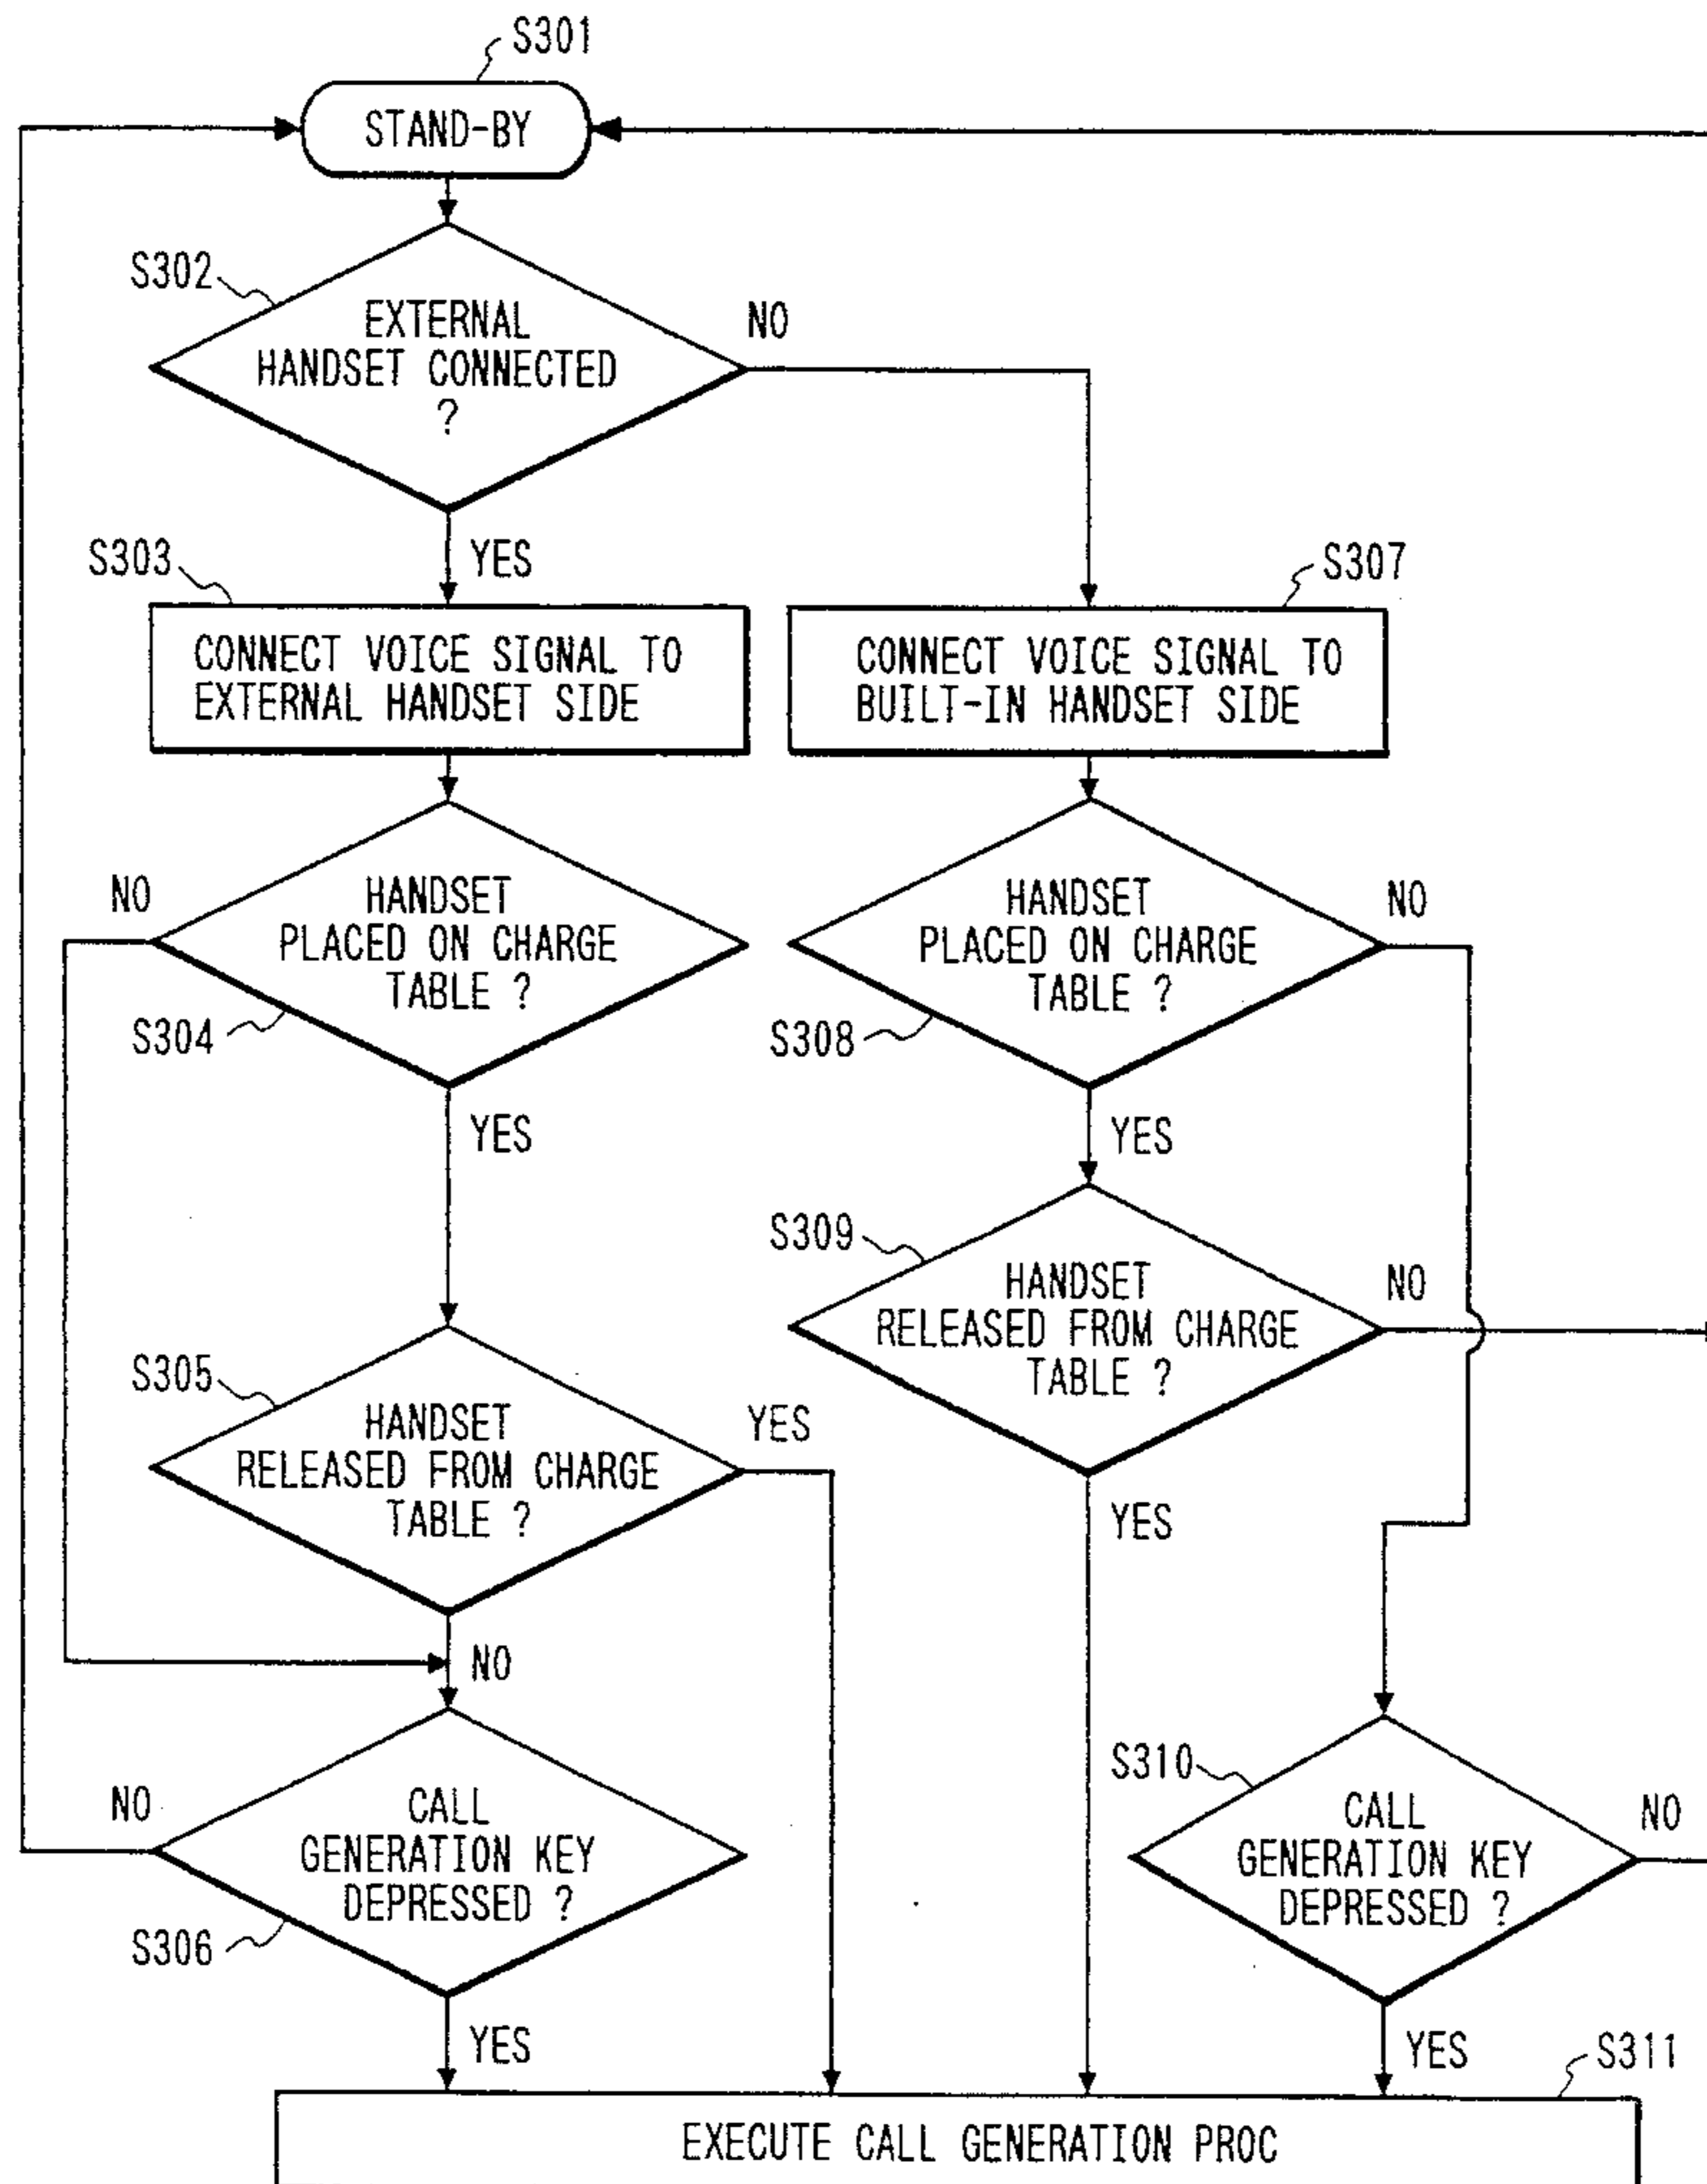 S301
STAND-BY
S302
EXTERNAL
HANDSET CONNECTED
?
NO
YES
S303
CONNECT VOICE SIGNAL TO
EXTERNAL HANDSET SIDE
S307
CONNECT VOICE SIGNAL TO
BUILT-IN HANDSET SIDE
NO
HANDSET
PLACED ON CHARGE
TABLE ?
S304
YES
HANDSET
PLACED ON CHARGE
TABLE ?
NO
S308
YES
S305
HANDSET
RELEASED FROM CHARGE
TABLE ?
YES
NO
S309
HANDSET
RELEASED FROM CHARGE
TABLE ?
NO
YES
NO
CALL
GENERATION KEY
DEPRESSED ?
S306
YES
S310
CALL
GENERATION KEY
DEPRESSED ?
NO
YES
S311
EXECUTE CALL GENERATION PROC